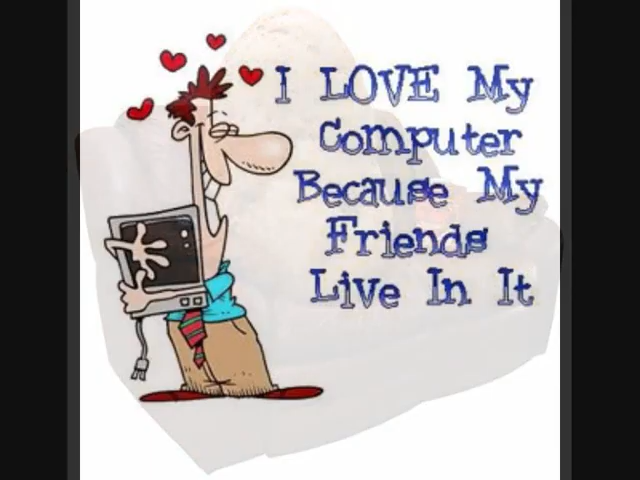 I LOVE My
Computer
Because My
Friends
Live In It